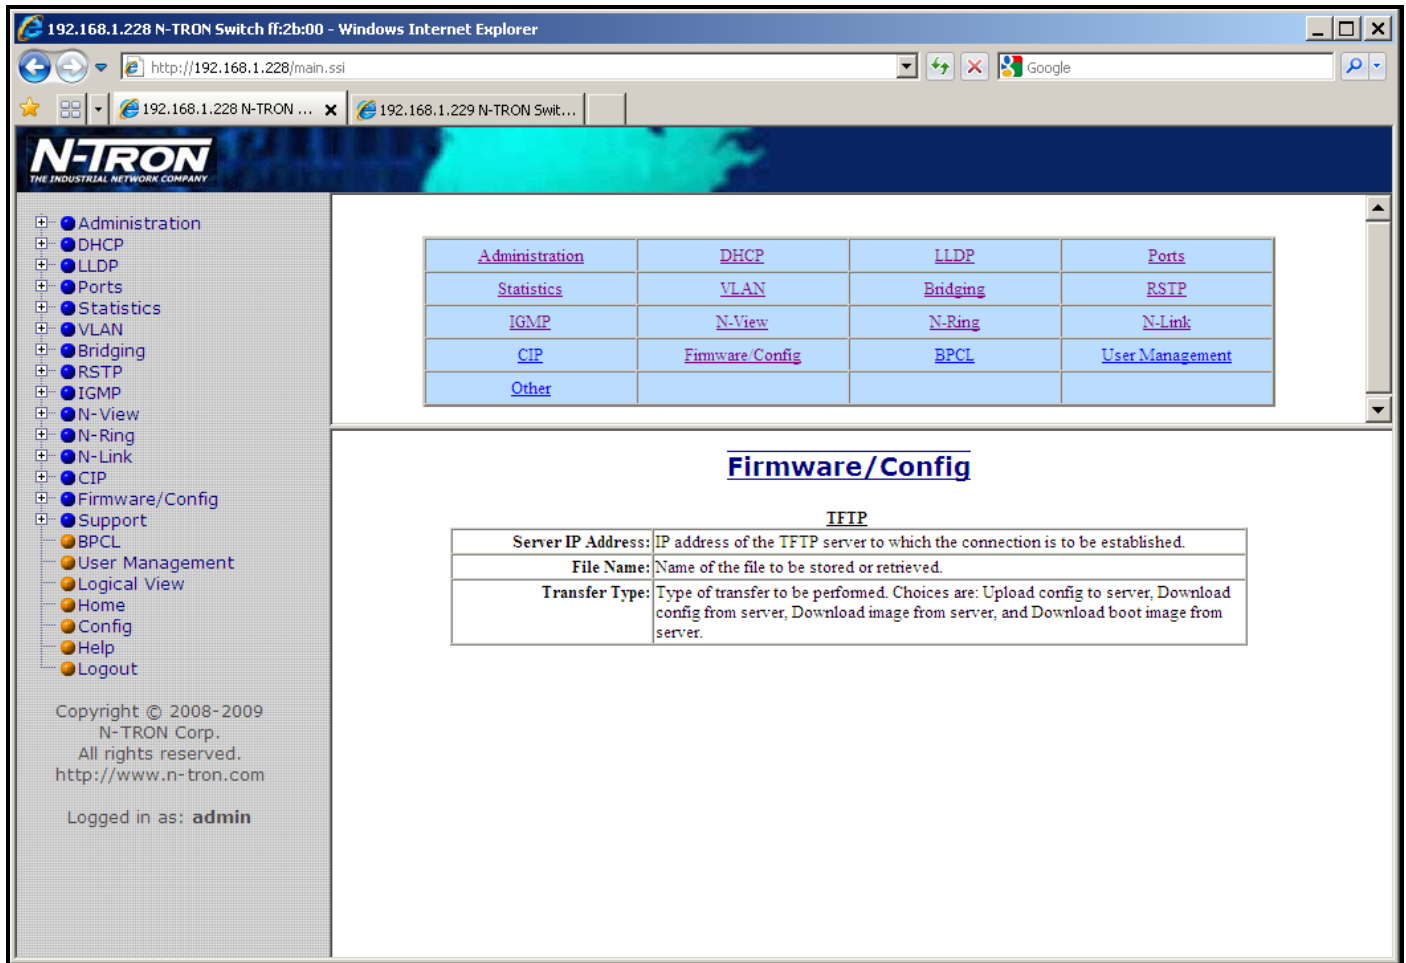 192.168.1.228 N-TRON Switch ff:2b:00 - Windows Internet Explorer
http://192.168.1.228/main.ssi
Google
192.168.1.228 N-TRON ...
192.168.1.229 N-TRON Swit...
N-TRON
THE INDUSTRIAL NETWORK COMPANY
Administration
DHCP
LLDP
Ports
Statistics
VLAN
Bridging
RSTP
IGMP
N-View
N-Ring
N-Link
CIP
Firmware/Config
Support
BPCL
User Management
Logical View
Home
Config
Help
Logout
Copyright © 2008-2009
N-TRON Corp.
All rights reserved.
http://www.n-tron.com
Logged in as: admin
Administration DHCP LLDP Ports
Statistics VLAN Bridging RSTP
IGMP N-View N-Ring N-Link
CIP Firmware/Config BPCL User Management
Other
Firmware/Config
TFTP
Server IP Address: IP address of the TFTP server to which the connection is to be established.
File Name: Name of the file to be stored or retrieved.
Transfer Type: Type of transfer to be performed. Choices are: Upload config to server, Download
config from server, Download image from server, and Download boot image from
server.